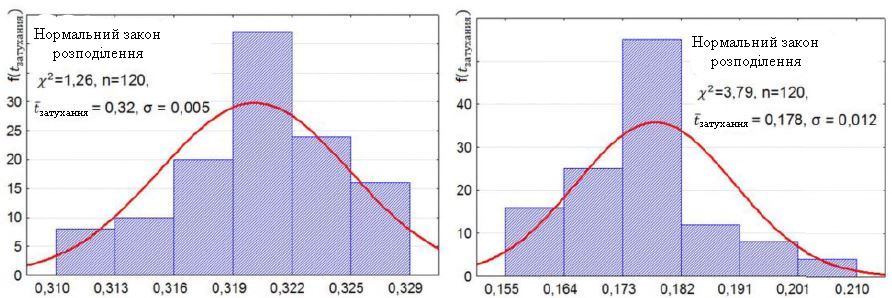 f(t затухання)
Нормальний закон
розподілення
χ²=1,26, n=120,
t̄ затухання = 0,32, σ = 0,005
30
25
20
15
10
5
0
0,310 0,313 0,316 0,319 0,322 0,325 0,329
f(t затухання)
Нормальний закон
розподілення
χ²=3,79, n=120,
t̄ затухання = 0,178, σ = 0,012
40
30
20
10
0
0,155 0,164 0,173 0,182 0,191 0,201 0,210